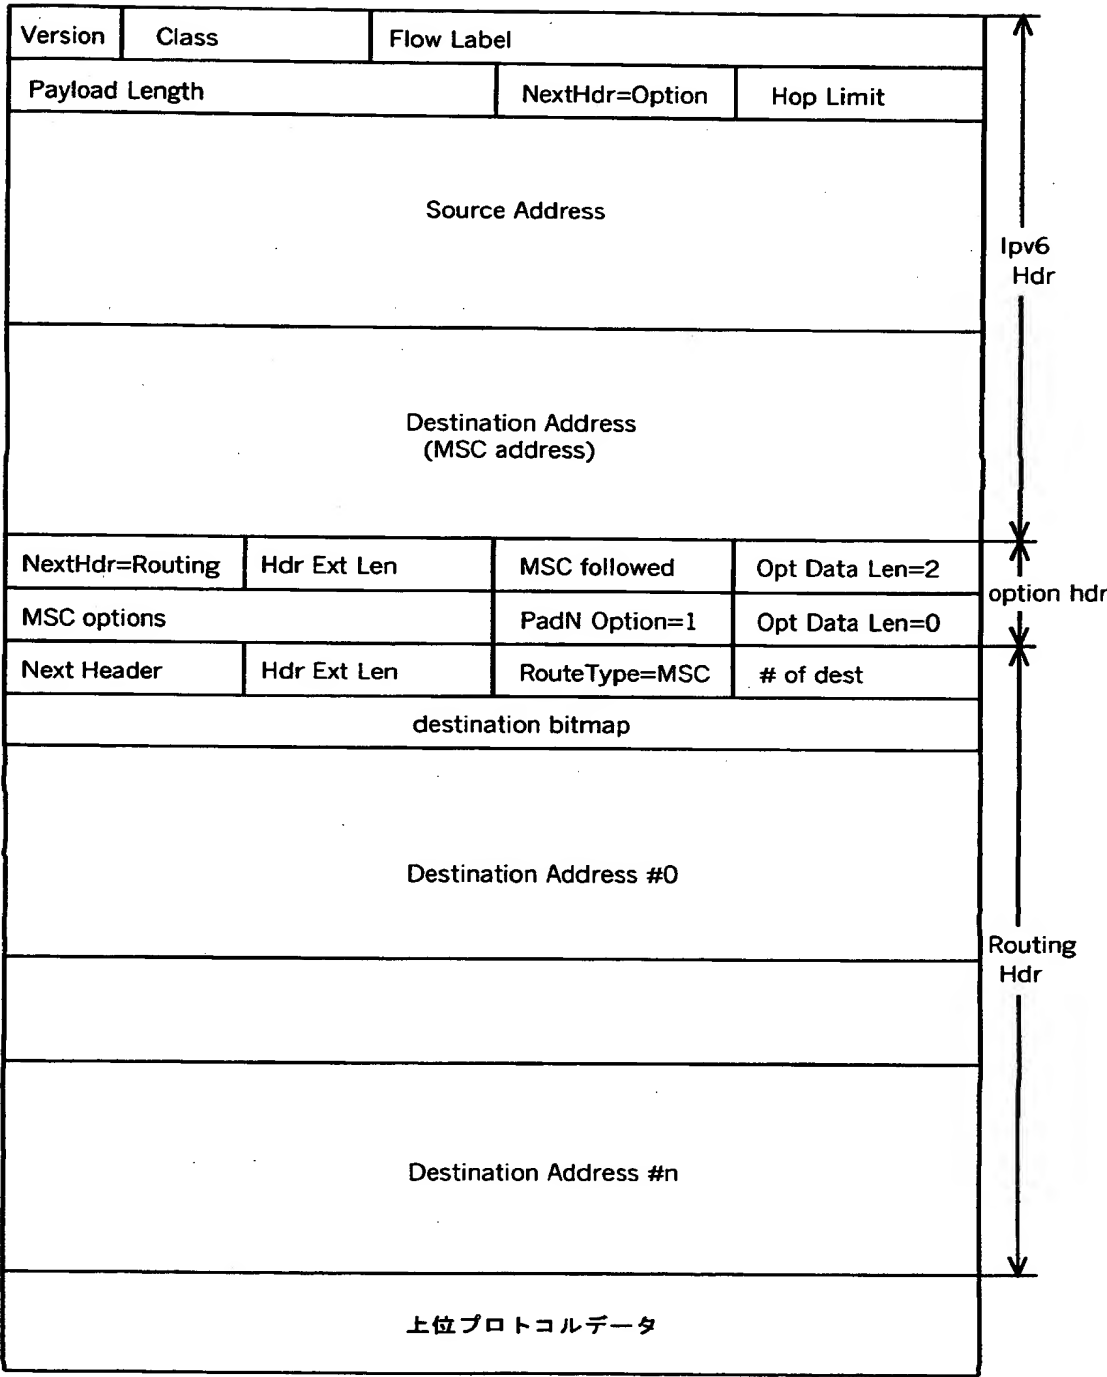 Version Class Flow Label
Payload Length NextHdr=Option Hop Limit
Source Address
Ipv6
Hdr
Destination Address
(MSC address)
NextHdr=Routing Hdr Ext Len MSC followed Opt Data Len=2
option hdr
MSC options PadN Option=1 Opt Data Len=0
Next Header Hdr Ext Len RouteType=MSC # of dest
destination bitmap
Destination Address #0
Routing
Hdr
Destination Address #n
上位プロトコルデータ